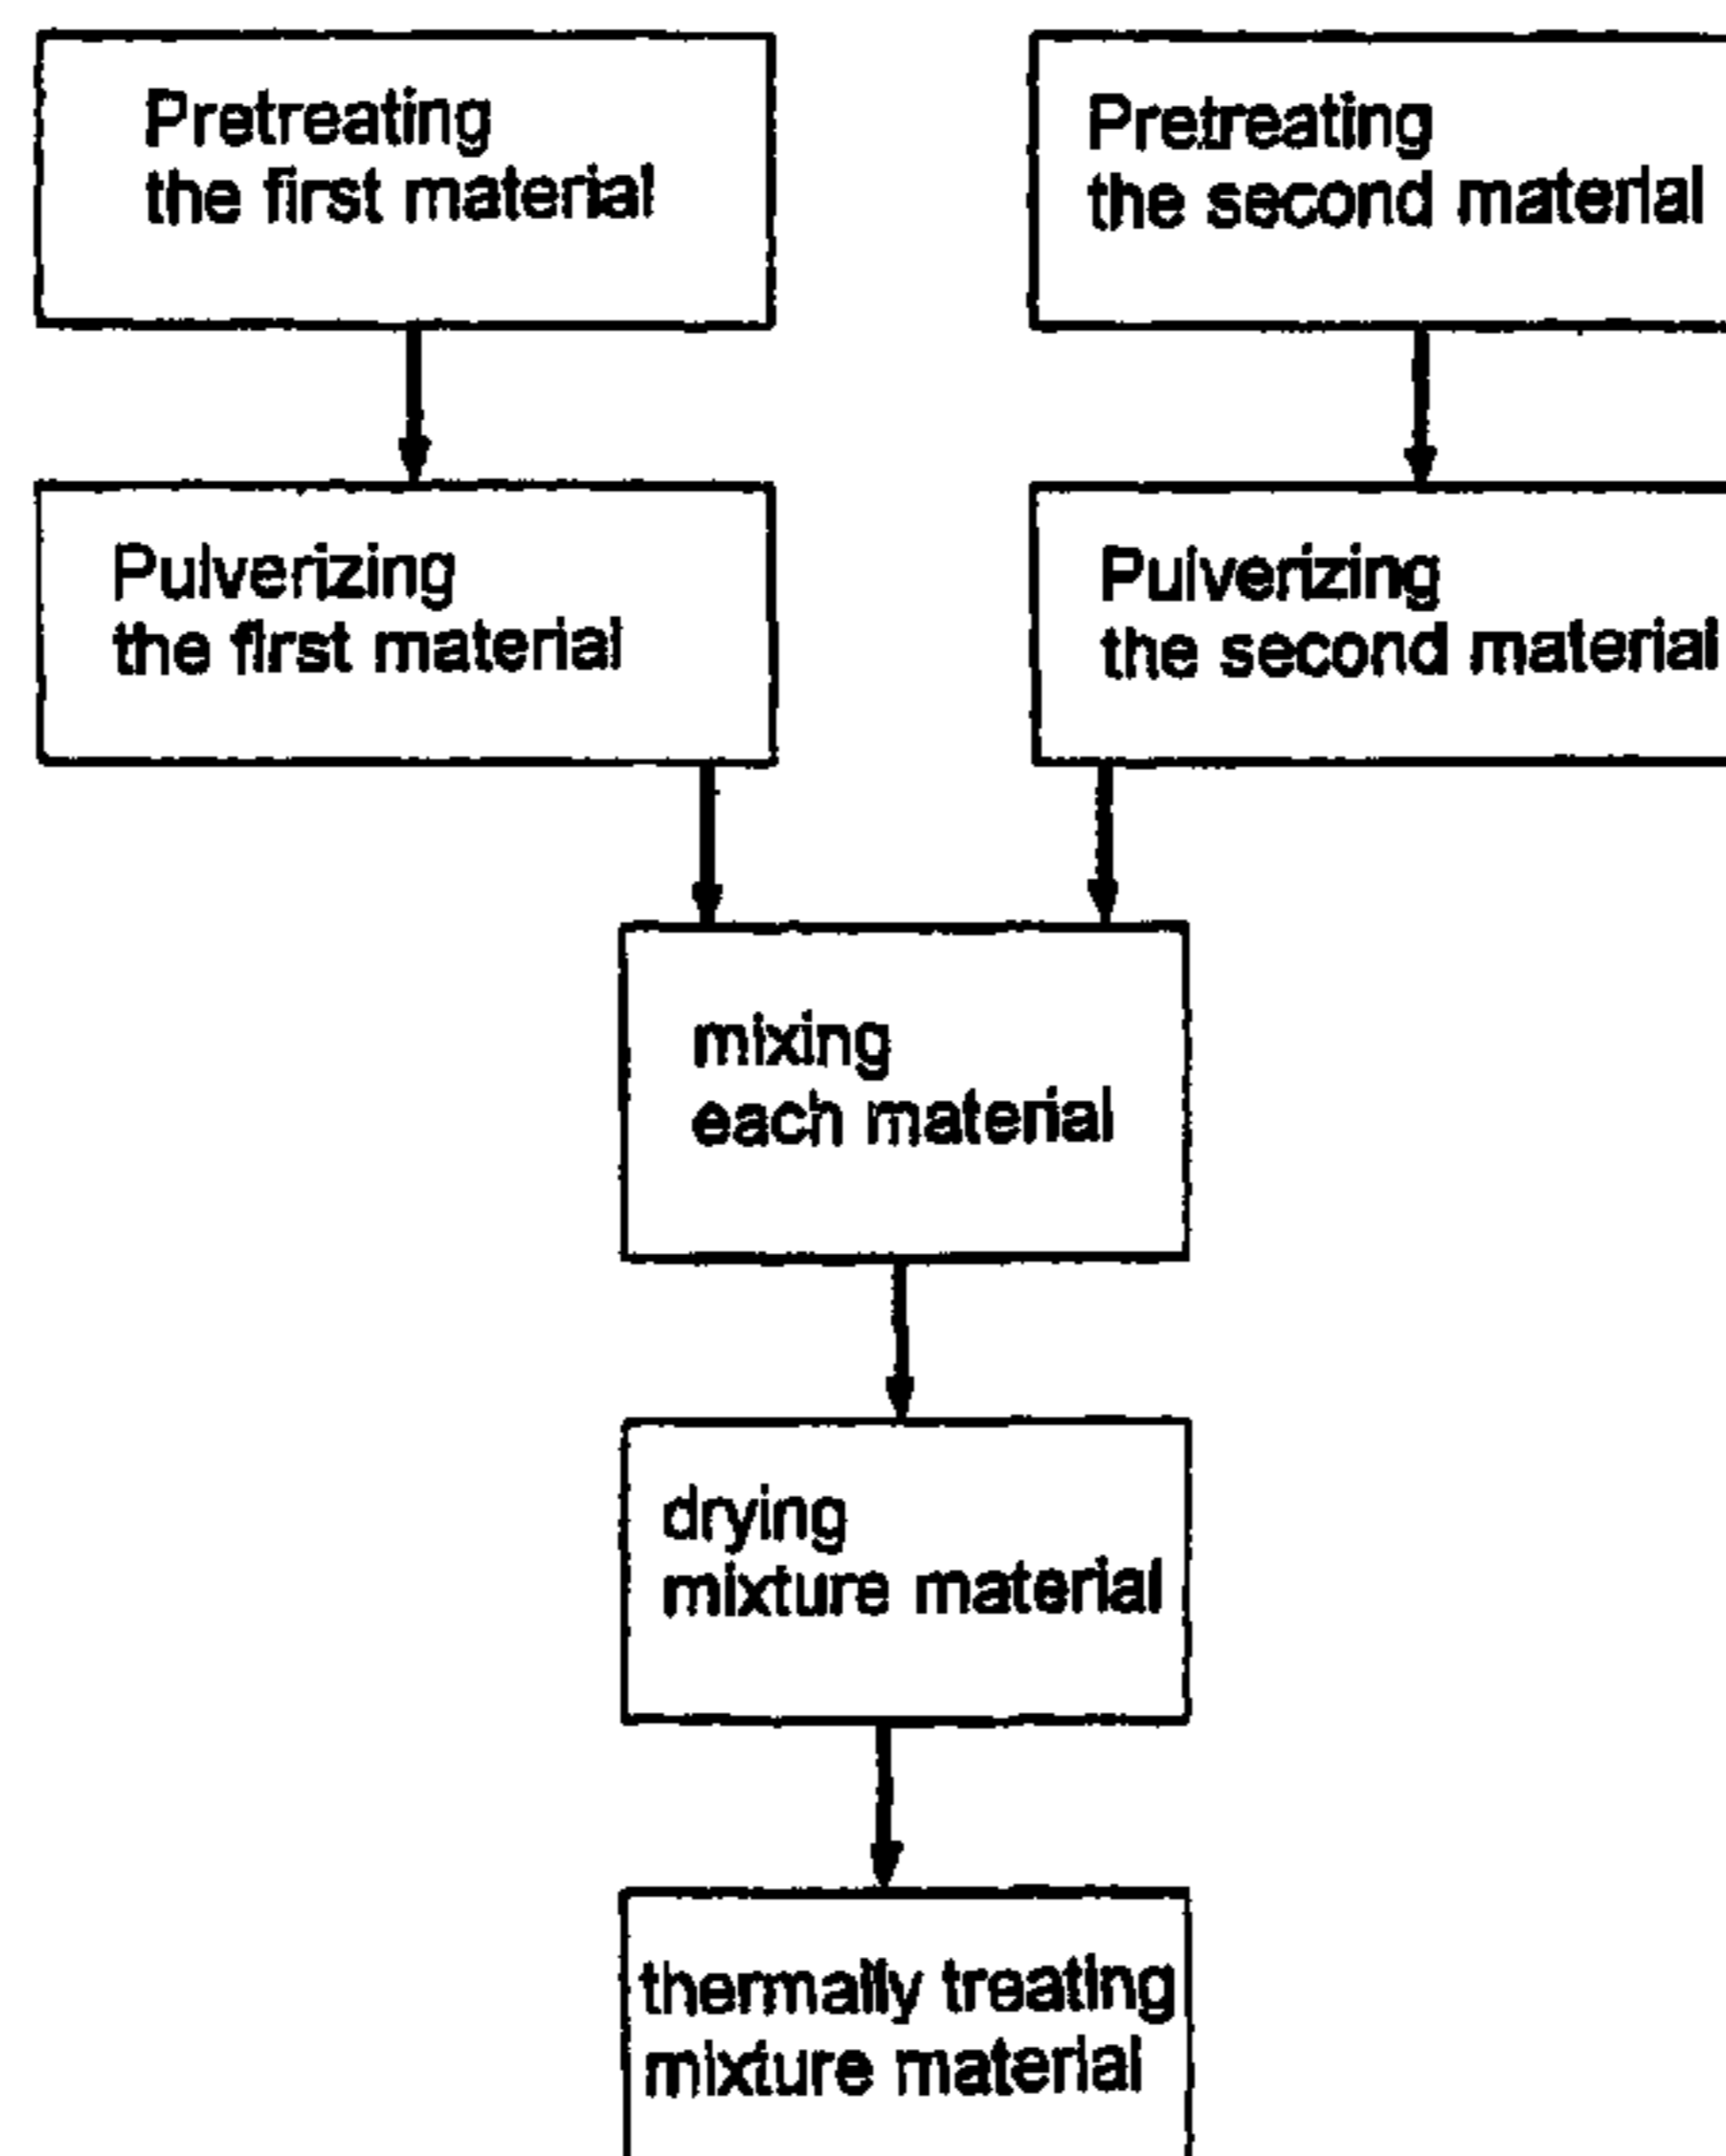 Pretreating
the first material
Pretreating
the second material
Pulverizing
the first material
Pulverizing
the second material
mixing
each material
drying
mixture material
thermally treating
mixture material